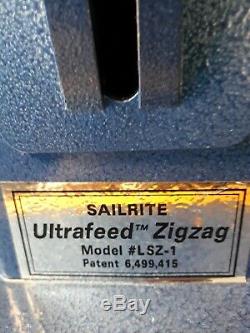 SAILRITE
Ultrafeed™ Zigzag
Model #LSZ-1
Patent 6,499,415